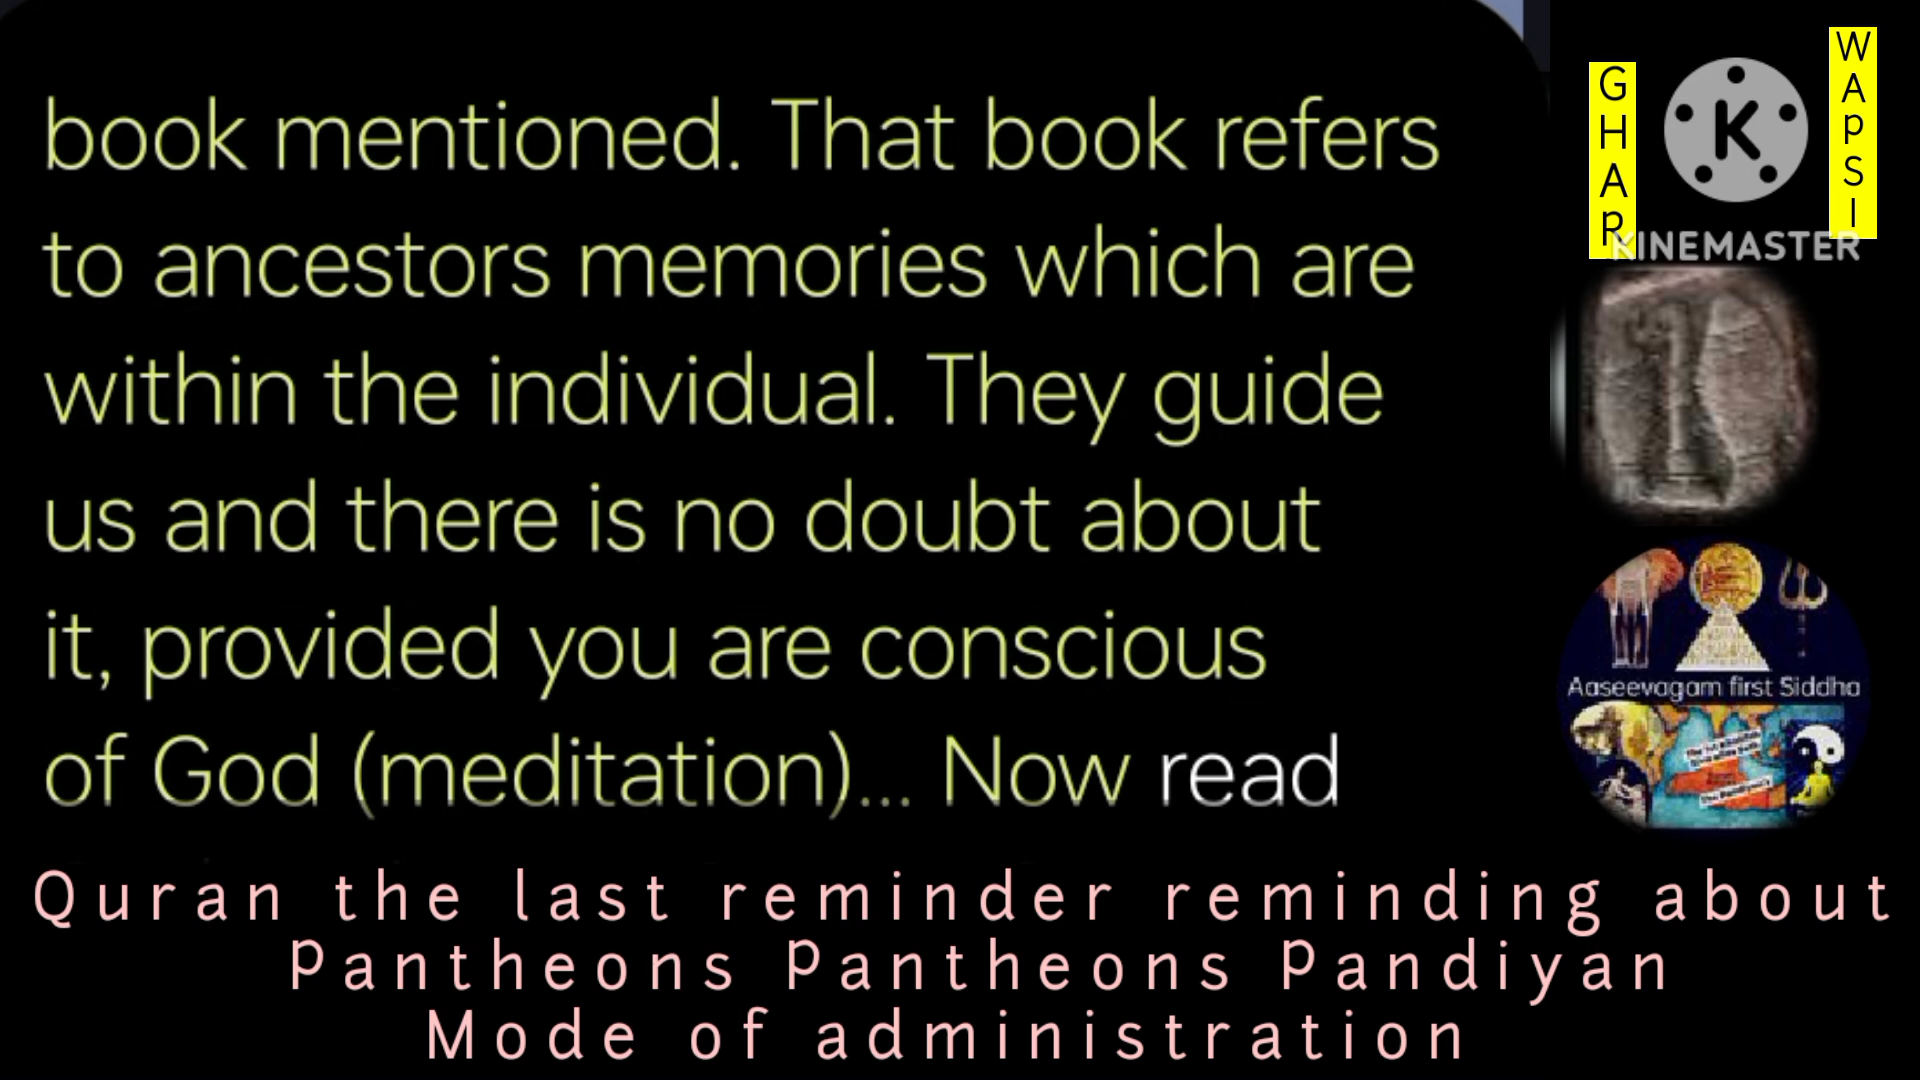 book mentioned. That book refers
to ancestors memories which are
within the individual. They guide
us and there is no doubt about
it, provided you are conscious
of God (meditation)... Now read
GHAR
WAPSI
K
KINEMASTER
Aaseevagam first Siddha
Quran the last reminder reminding about
Pantheons Pantheons Pandiyan
Mode of administration